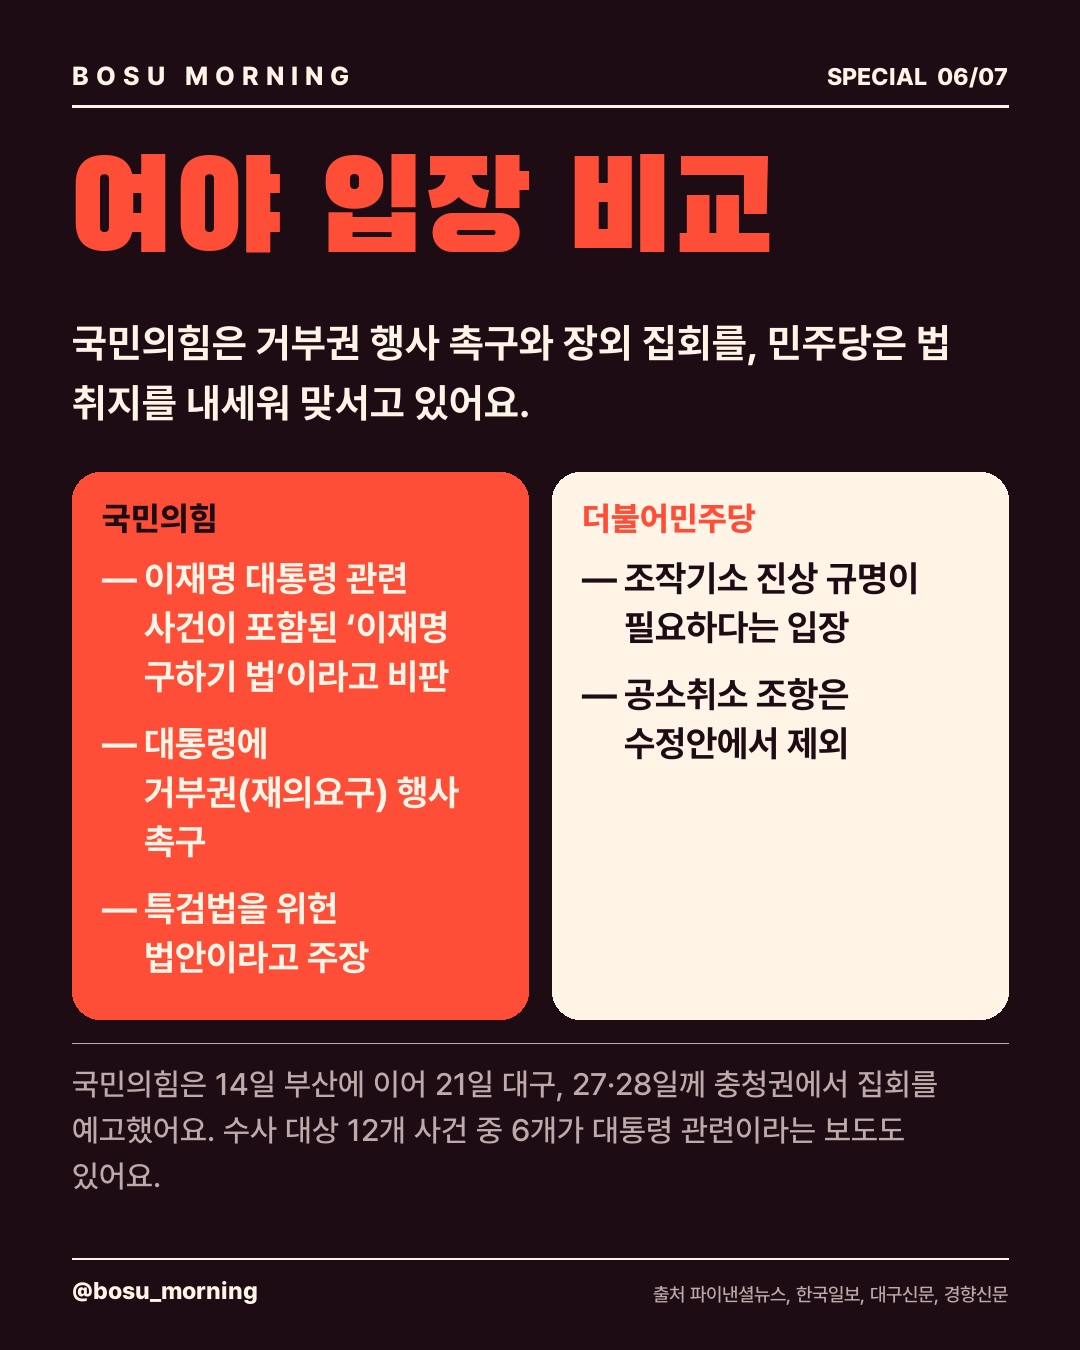 BOSU MORNING
SPECIAL 06/07
여야 입장 비교
국민의힘은 거부권 행사 촉구와 장외 집회를, 민주당은 법
취지를 내세워 맞서고 있어요.
국민의힘
— 이재명 대통령 관련
사건이 포함된 ‘이재명
구하기 법’이라고 비판
— 대통령에
거부권(재의요구) 행사
촉구
— 특검법을 위헌
법안이라고 주장
더불어민주당
— 조작기소 진상 규명이
필요하다는 입장
— 공소취소 조항은
수정안에서 제외
국민의힘은 14일 부산에 이어 21일 대구, 27·28일께 충청권에서 집회를
예고했어요. 수사 대상 12개 사건 중 6개가 대통령 관련이라는 보도도
있어요.
@bosu_morning
출처 파이낸셜뉴스, 한국일보, 대구신문, 경향신문